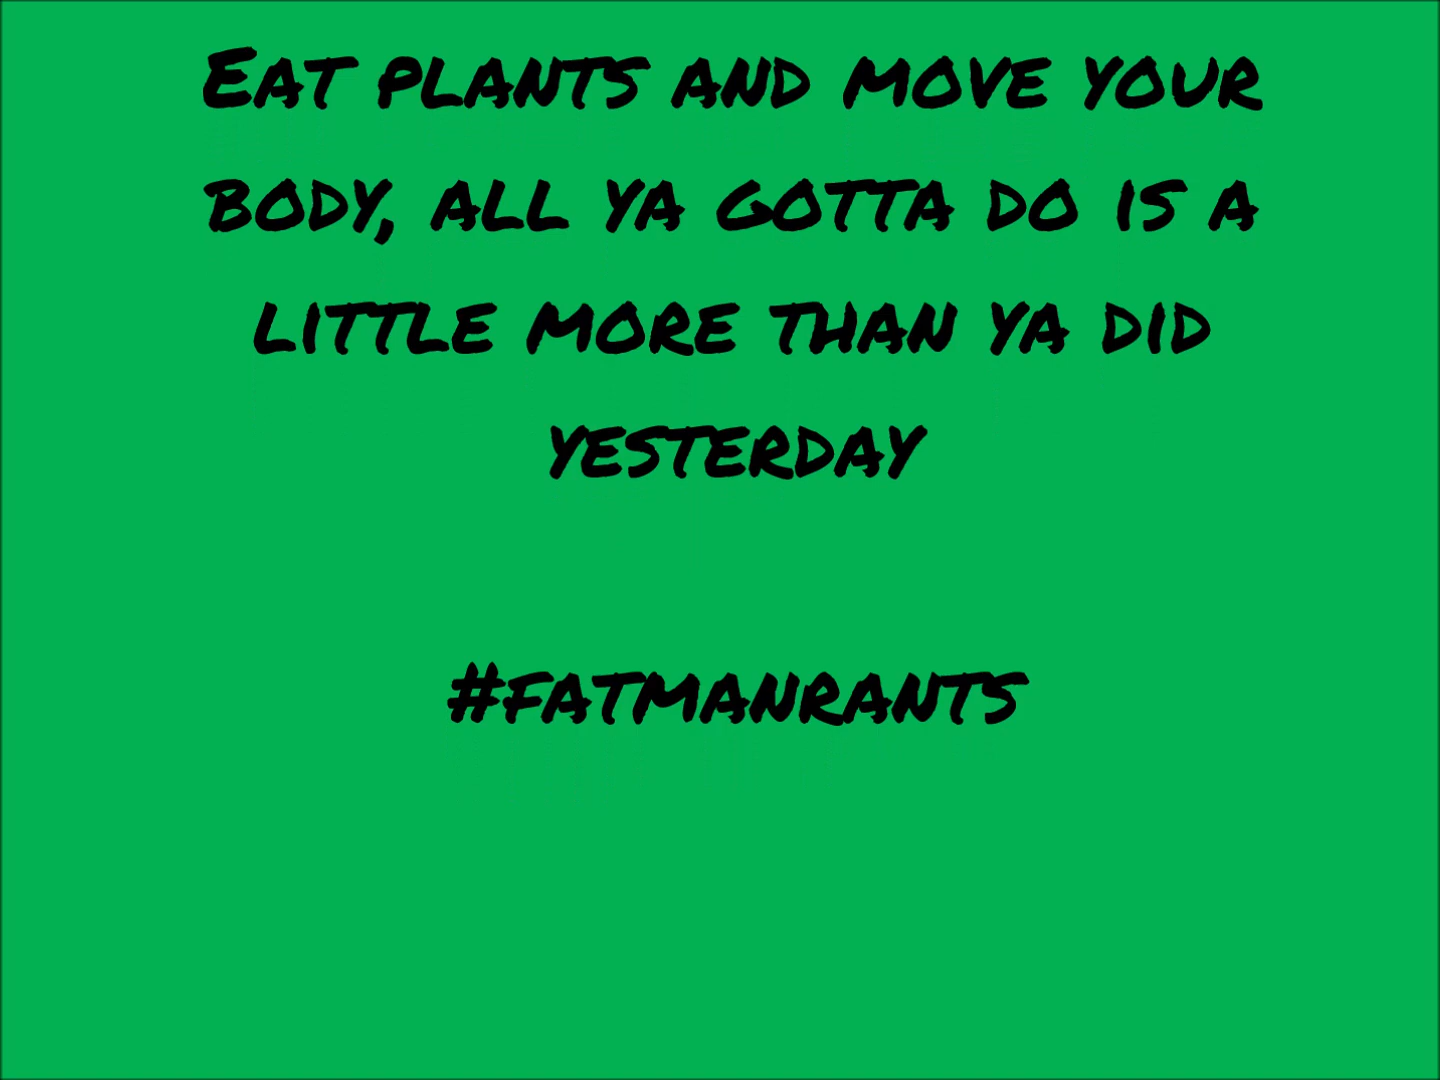 Eat plants and move your
body, all ya gotta do is a
little more than ya did
yesterday
#fatmanrants